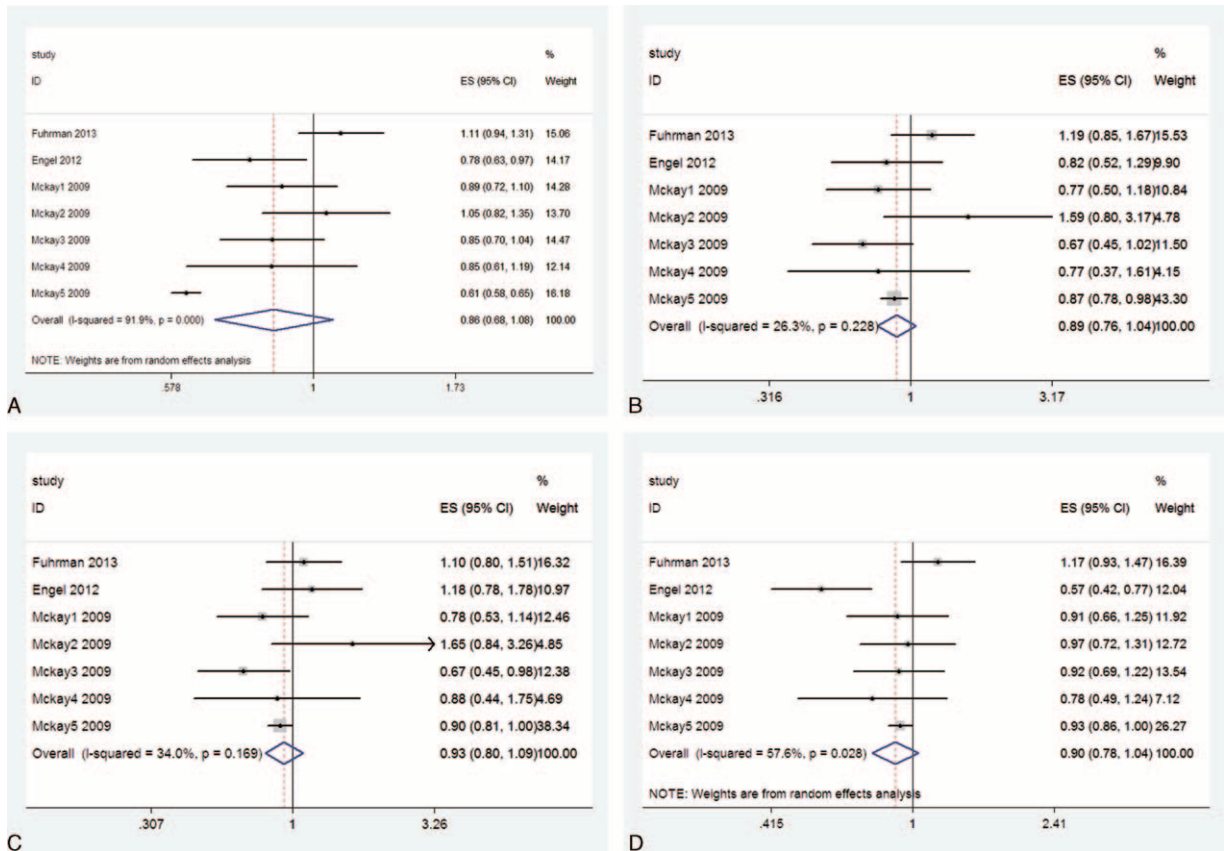 study %
ID ES (95% CI) Weight
Fuhrman 2013 1.11 (0.94, 1.31) 15.06
Engel 2012 0.78 (0.63, 0.97) 14.17
Mckay1 2009 0.89 (0.72, 1.10) 14.28
Mckay2 2009 1.05 (0.82, 1.35) 13.70
Mckay3 2009 0.85 (0.70, 1.04) 14.47
Mckay4 2009 0.85 (0.61, 1.19) 12.14
Mckay5 2009 0.61 (0.58, 0.65) 16.18
Overall (I-squared = 91.9%, p = 0.000) 0.86 (0.68, 1.08) 100.00
NOTE: Weights are from random effects analysis
.578 1 1.73
A
study %
ID ES (95% CI) Weight
Fuhrman 2013 1.19 (0.85, 1.67)15.53
Engel 2012 0.82 (0.52, 1.29)9.90
Mckay1 2009 0.77 (0.50, 1.18)10.84
Mckay2 2009 1.59 (0.80, 3.17)4.78
Mckay3 2009 0.67 (0.45, 1.02)11.50
Mckay4 2009 0.77 (0.37, 1.61)4.15
Mckay5 2009 0.87 (0.78, 0.98)43.30
Overall (I-squared = 26.3%, p = 0.228) 0.89 (0.76, 1.04)100.00
.316 1 3.17
B
study %
ID ES (95% CI) Weight
Fuhrman 2013 1.10 (0.80, 1.51)16.32
Engel 2012 1.18 (0.78, 1.78)10.97
Mckay1 2009 0.78 (0.53, 1.14)12.46
Mckay2 2009 1.65 (0.84, 3.26)4.85
Mckay3 2009 0.67 (0.45, 0.98)12.38
Mckay4 2009 0.88 (0.44, 1.75)4.69
Mckay5 2009 0.90 (0.81, 1.00)38.34
Overall (I-squared = 34.0%, p = 0.169) 0.93 (0.80, 1.09)100.00
.307 1 3.26
C
study %
ID ES (95% CI) Weight
Fuhrman 2013 1.17 (0.93, 1.47)16.39
Engel 2012 0.57 (0.42, 0.77)12.04
Mckay1 2009 0.91 (0.66, 1.25)11.92
Mckay2 2009 0.97 (0.72, 1.31)12.72
Mckay3 2009 0.92 (0.69, 1.22)13.54
Mckay4 2009 0.78 (0.49, 1.24)7.12
Mckay5 2009 0.93 (0.86, 1.00)26.27
Overall (I-squared = 57.6%, p = 0.028) 0.90 (0.78, 1.04)100.00
NOTE: Weights are from random effects analysis
.415 1 2.41
D